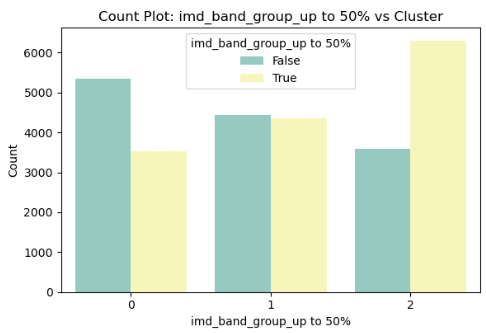 Count Plot: imd_band_group_up to 50% vs Cluster
imd_band_group_up to 50%
False
True
6000
5000
4000
3000
2000
1000
0
Count
0 1 2
imd_band_group_up to 50%